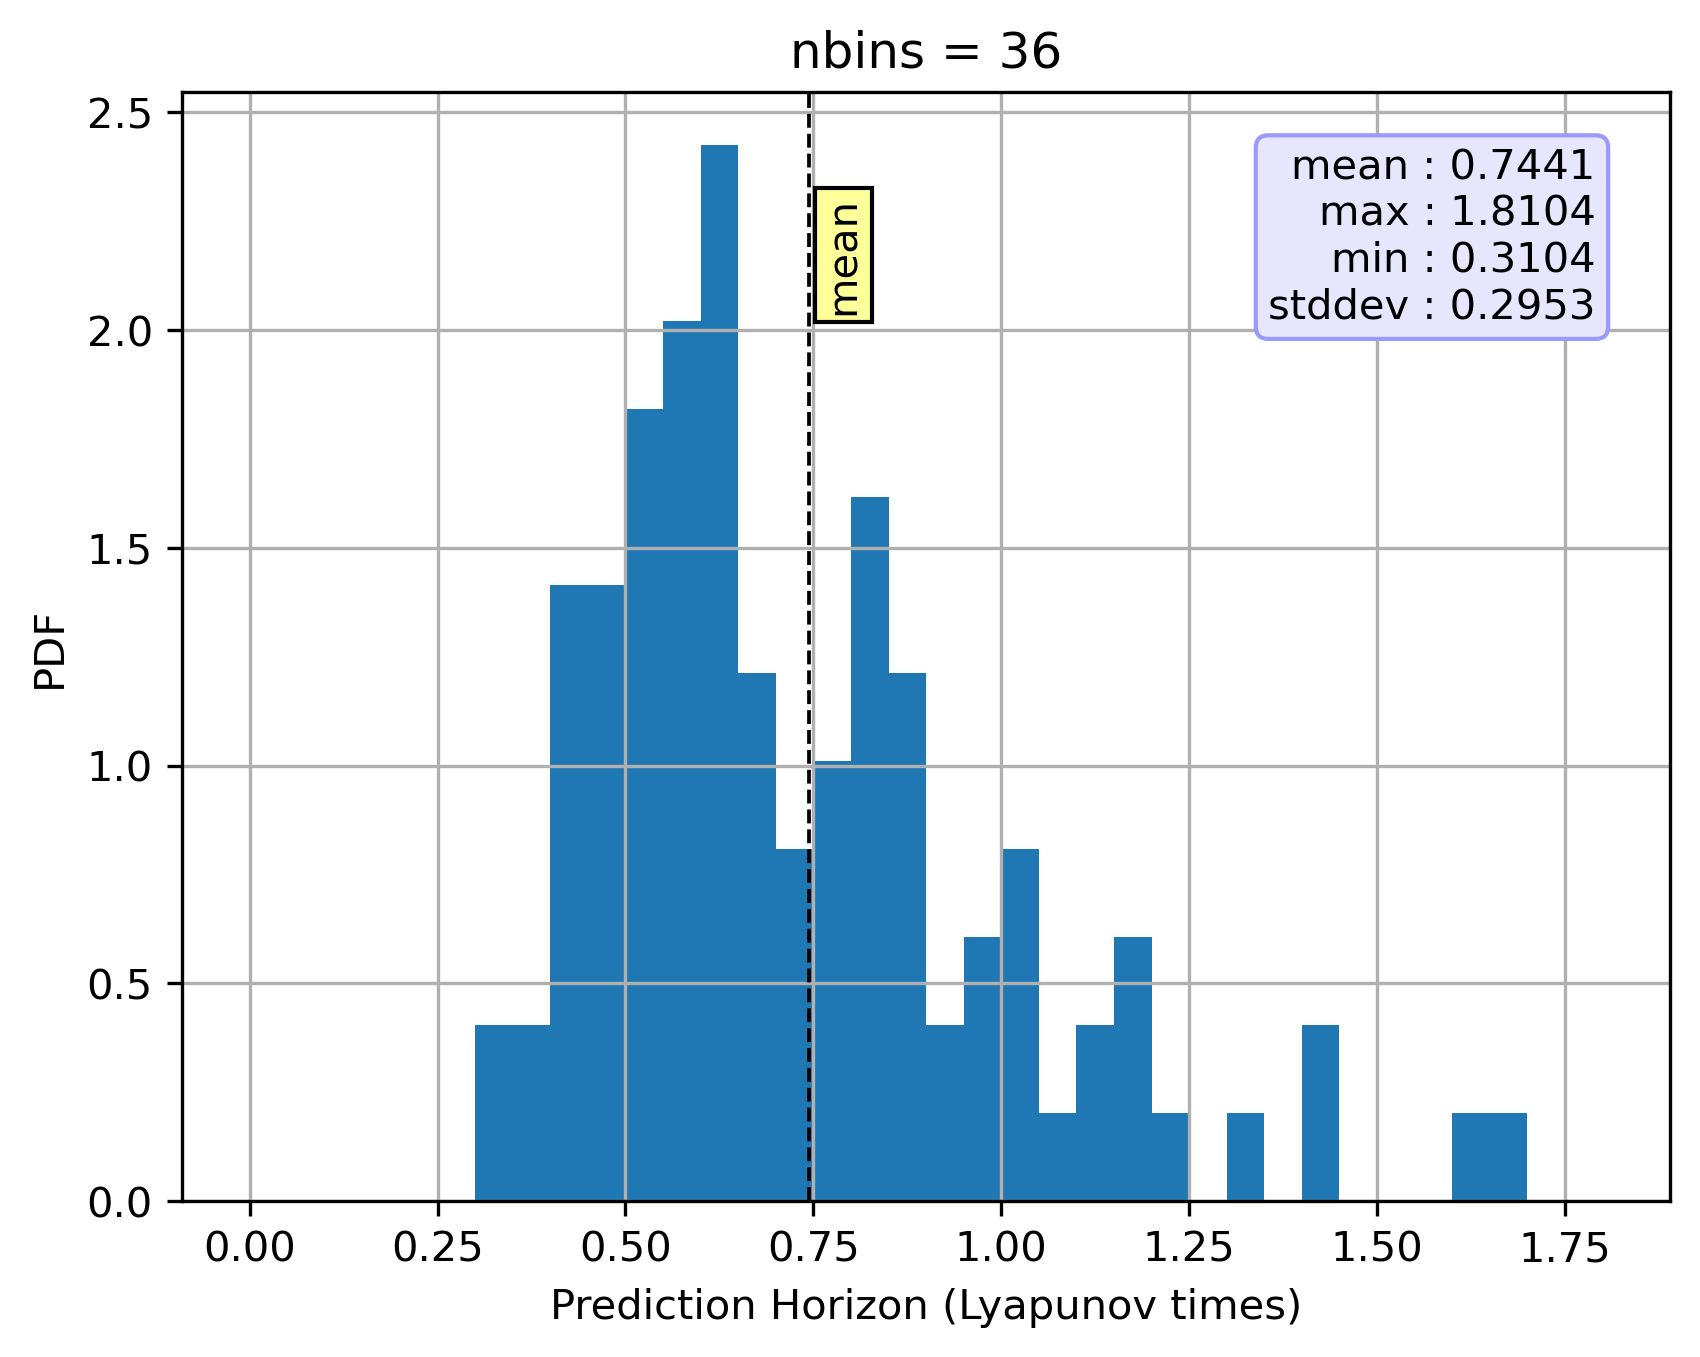 nbins = 36
2.5
2.0
1.5
1.0
0.5
0.0
PDF
mean
mean : 0.7441
max : 1.8104
min : 0.3104
stddev : 0.2953
0.00 0.25 0.50 0.75 1.00 1.25 1.50 1.75
Prediction Horizon (Lyapunov times)